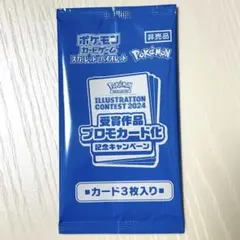 非売品
ポケモン
カードゲーム
スカーレット&バイオレット
Pokémon
Pokémon
ILLUSTRATION
CONTEST 2024
受賞作品
プロモカード化
記念キャンペーン
■カード3枚入り■